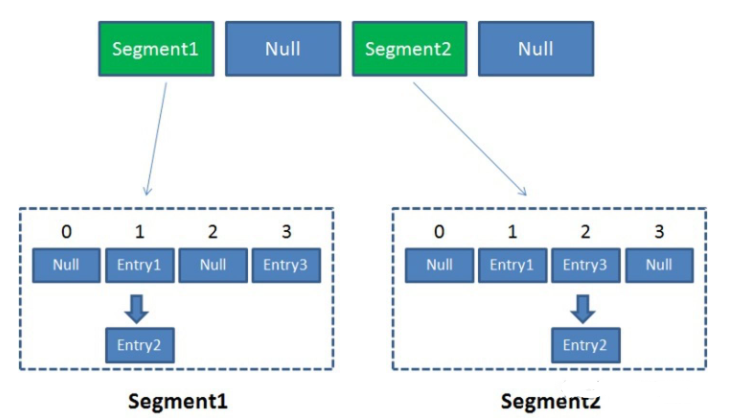 Segment1 Null Segment2 Null
0 1 2 3
Null Entry1 Null Entry3
Entry2
Segment1
0 1 2 3
Null Entry1 Entry3 Null
Entry2
Segment2